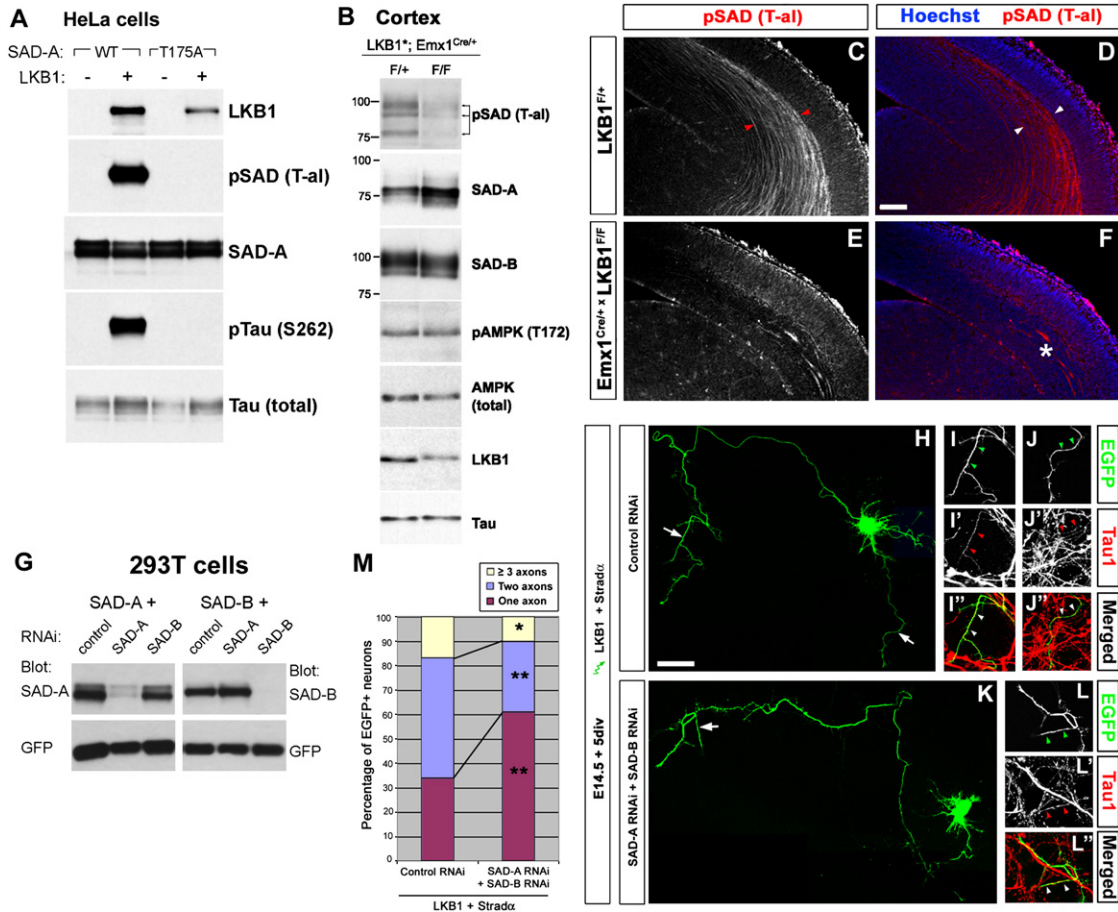 A
HeLa cells
SAD-A: WT T175A
LKB1: - + - +
LKB1
pSAD (T-al)
SAD-A
pTau (S262)
Tau (total)
B
Cortex
LKB1*; Emx1Cre/+
F/+ F/F
100
75
pSAD (T-al)
75
SAD-A
100
75
SAD-B
pAMPK (T172)
AMPK
(total)
LKB1
Tau
pSAD (T-al)
Hoechst pSAD (T-al)
LKB1F/+
C
D
Emx1Cre/+ x LKB1F/F
E
F
*
G
293T cells
SAD-A + SAD-B +
RNAi: control SAD-A SAD-B control SAD-A SAD-B
Blot: Blot:
SAD-A SAD-B
GFP GFP
M
≥ 3 axons
Two axons
One axon
Percentage of EGFP+ neurons
100
90
80
70
60
50
40
30
20
10
0
*
**
**
Control RNAi
SAD-A RNAi
+ SAD-B RNAi
LKB1 + Stradα
E14.5 + 5div
LKB1 + Stradα
Control RNAi
H
I
J
EGFP
I'
J'
Tau1
I''
J''
Merged
SAD-A RNAi + SAD-B RNAi
K
L
EGFP
L'
Tau1
L''
Merged